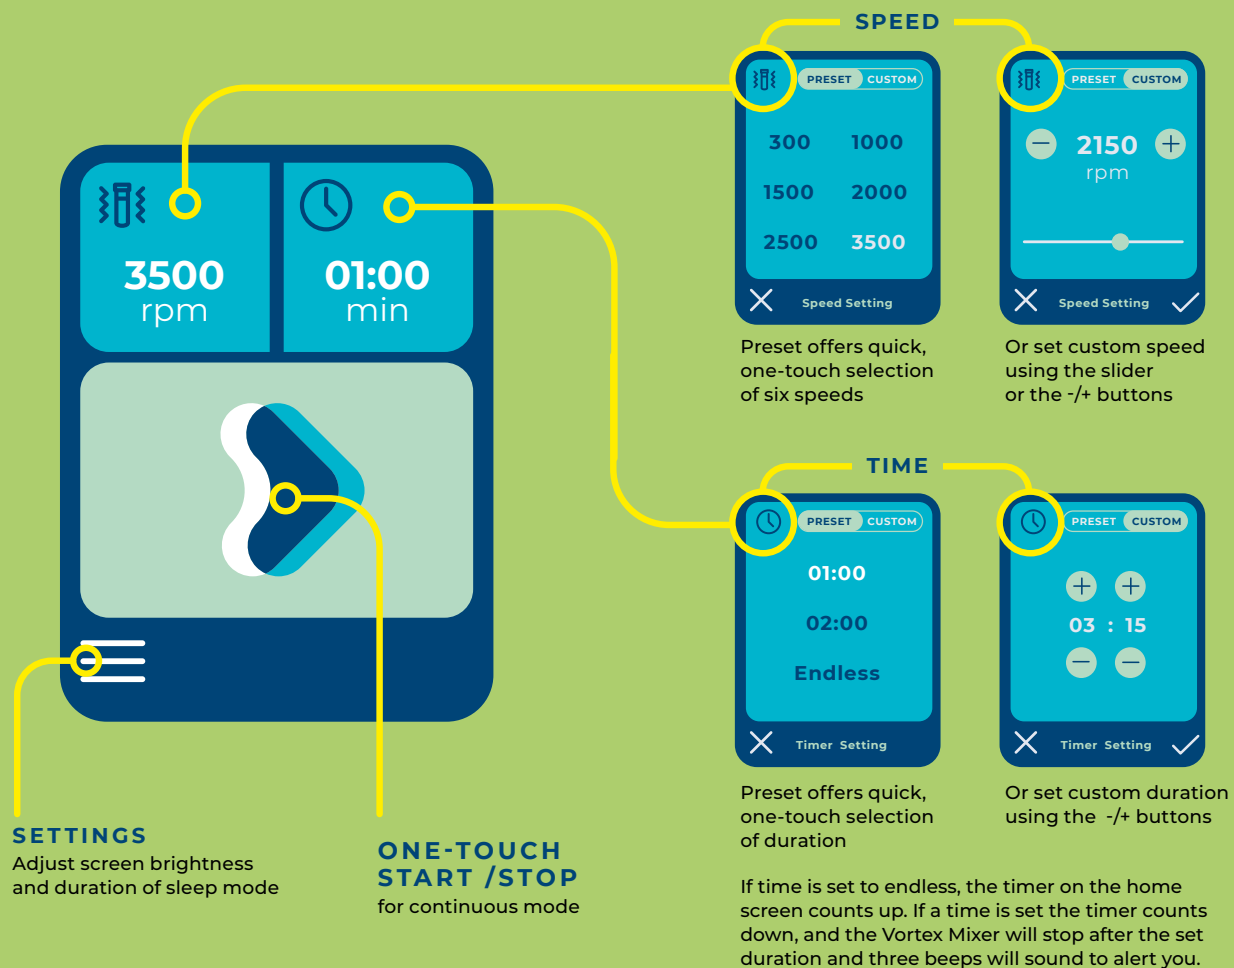 3500
rpm
01:00
min
SETTINGS
Adjust screen brightness
and duration of sleep mode
ONE-TOUCH
START /STOP
for continuous mode
SPEED
PRESET CUSTOM
300 1000
1500 2000
2500 3500
Speed Setting
Preset offers quick,
one-touch selection
of six speeds
PRESET CUSTOM
2150
rpm
Speed Setting
Or set custom speed
using the slider
or the -/+ buttons
TIME
PRESET CUSTOM
01:00
02:00
Endless
Timer Setting
Preset offers quick,
one-touch selection
of duration
PRESET CUSTOM
03 : 15
Timer Setting
Or set custom duration
using the -/+ buttons
If time is set to endless, the timer on the home
screen counts up. If a time is set the timer counts
down, and the Vortex Mixer will stop after the set
duration and three beeps will sound to alert you.